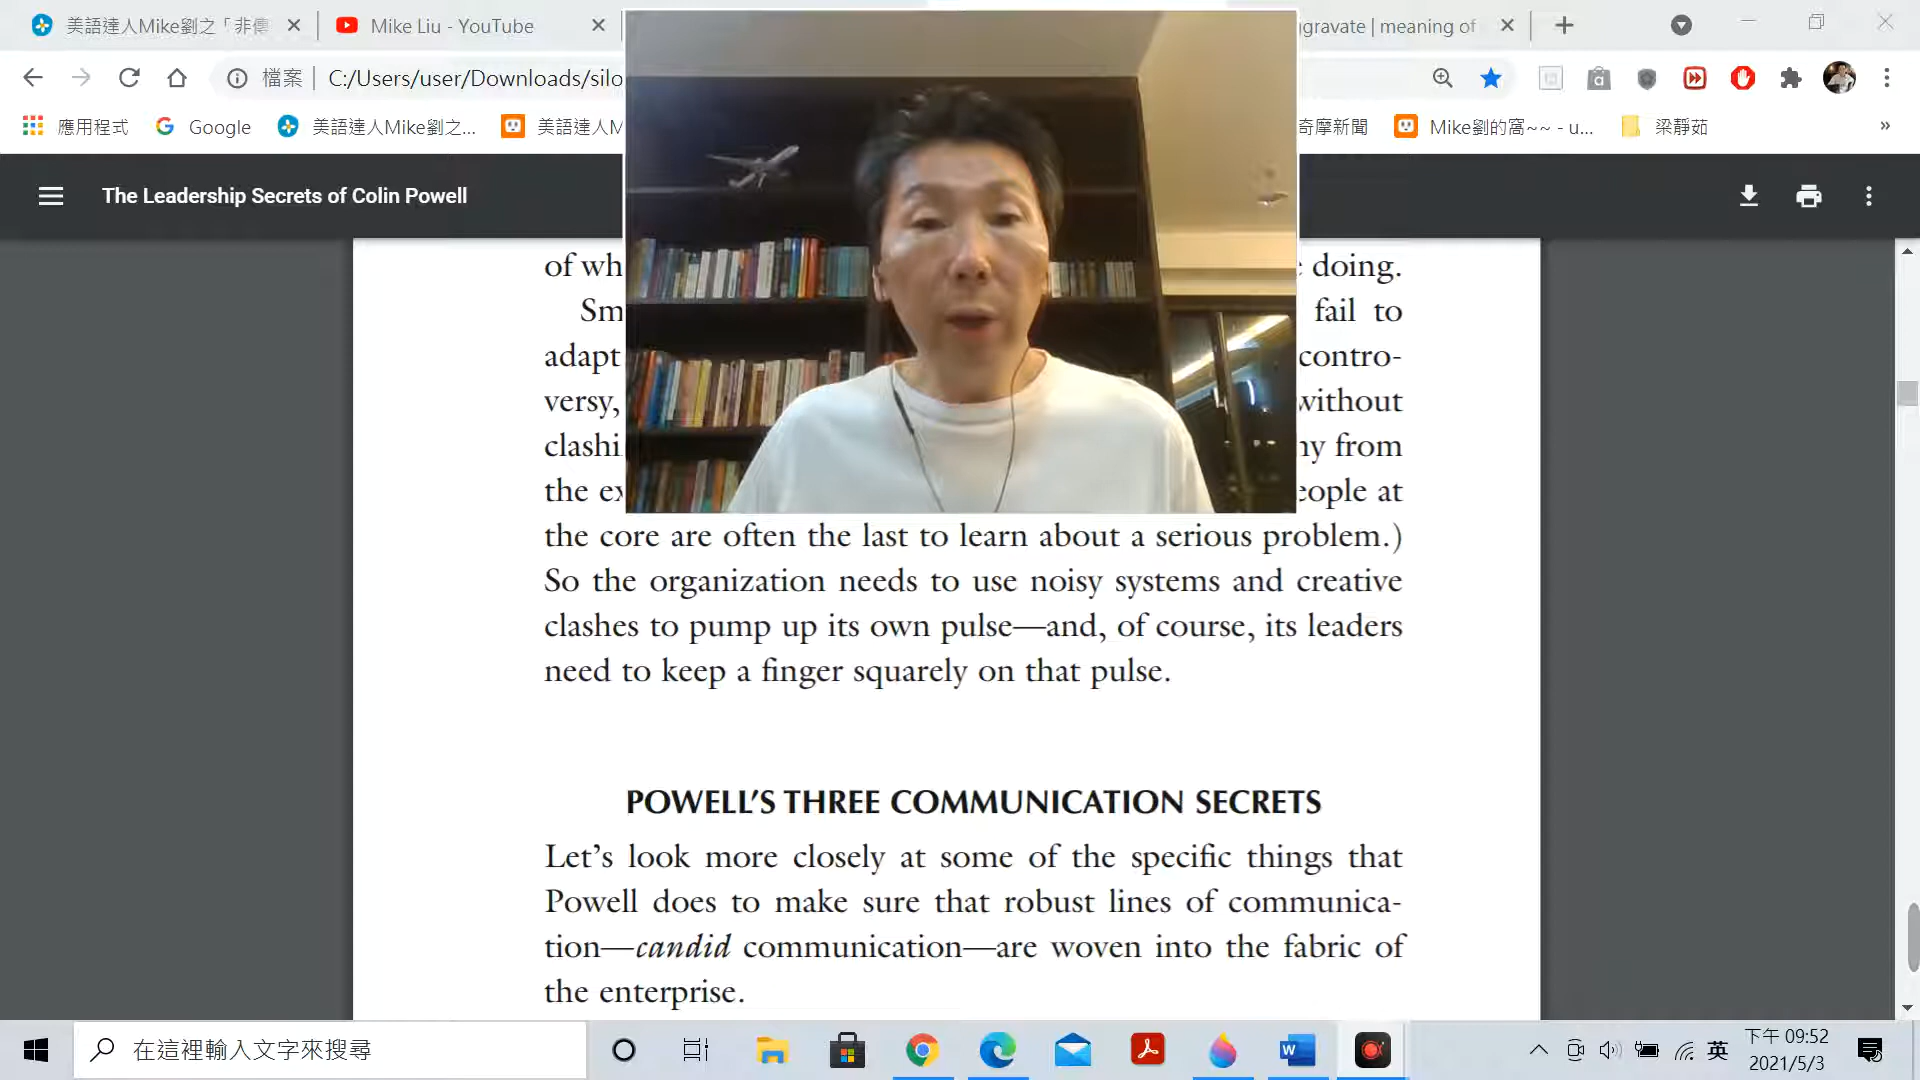 美語達人Mike劉之「非傳
Mike Liu - YouTube
ggravate | meaning of
檔案
C:/Users/user/Downloads/silo
應用程式
Google
美語達人Mike劉之...
美語達人M
奇摩新聞
Mike劉的窩~~ - u...
梁靜茹
The Leadership Secrets of Colin Powell
of wh doing.
Sm fail to
adapt contro-
versy, without
clashi ny from
the ex eople at
the core are often the last to learn about a serious problem.)
So the organization needs to use noisy systems and creative
clashes to pump up its own pulse—and, of course, its leaders
need to keep a finger squarely on that pulse.
POWELL'S THREE COMMUNICATION SECRETS
Let's look more closely at some of the specific things that
Powell does to make sure that robust lines of communica-
tion—candid communication—are woven into the fabric of
the enterprise.
在這裡輸入文字來搜尋
英
下午 09:52
2021/5/3